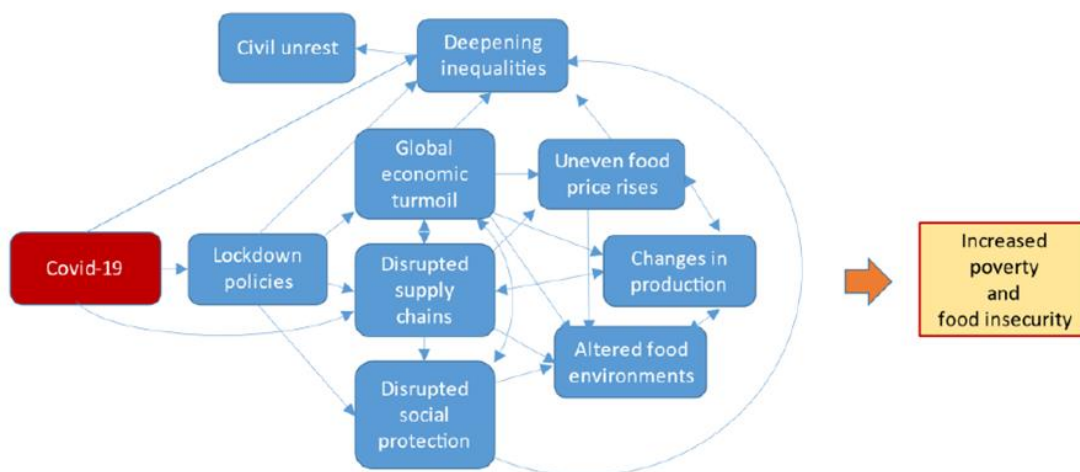 Civil unrest
Deepening
inequalities
Global
economic
turmoil
Uneven food
price rises
Covid-19
Lockdown
policies
Disrupted
supply
chains
Changes in
production
Increased
poverty
and
food insecurity
Altered food
environments
Disrupted
social
protection